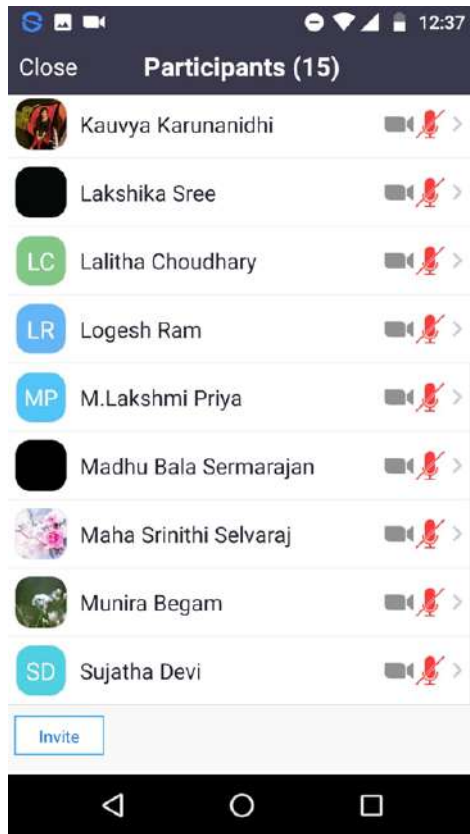 12:37
Close Participants (15)
Kauvya Karunanidhi
Lakshika Sree
LC Lalitha Choudhary
LR Logesh Ram
MP M.Lakshmi Priya
Madhu Bala Sermarajan
Maha Srinithi Selvaraj
Munira Begam
SD Sujatha Devi
Invite